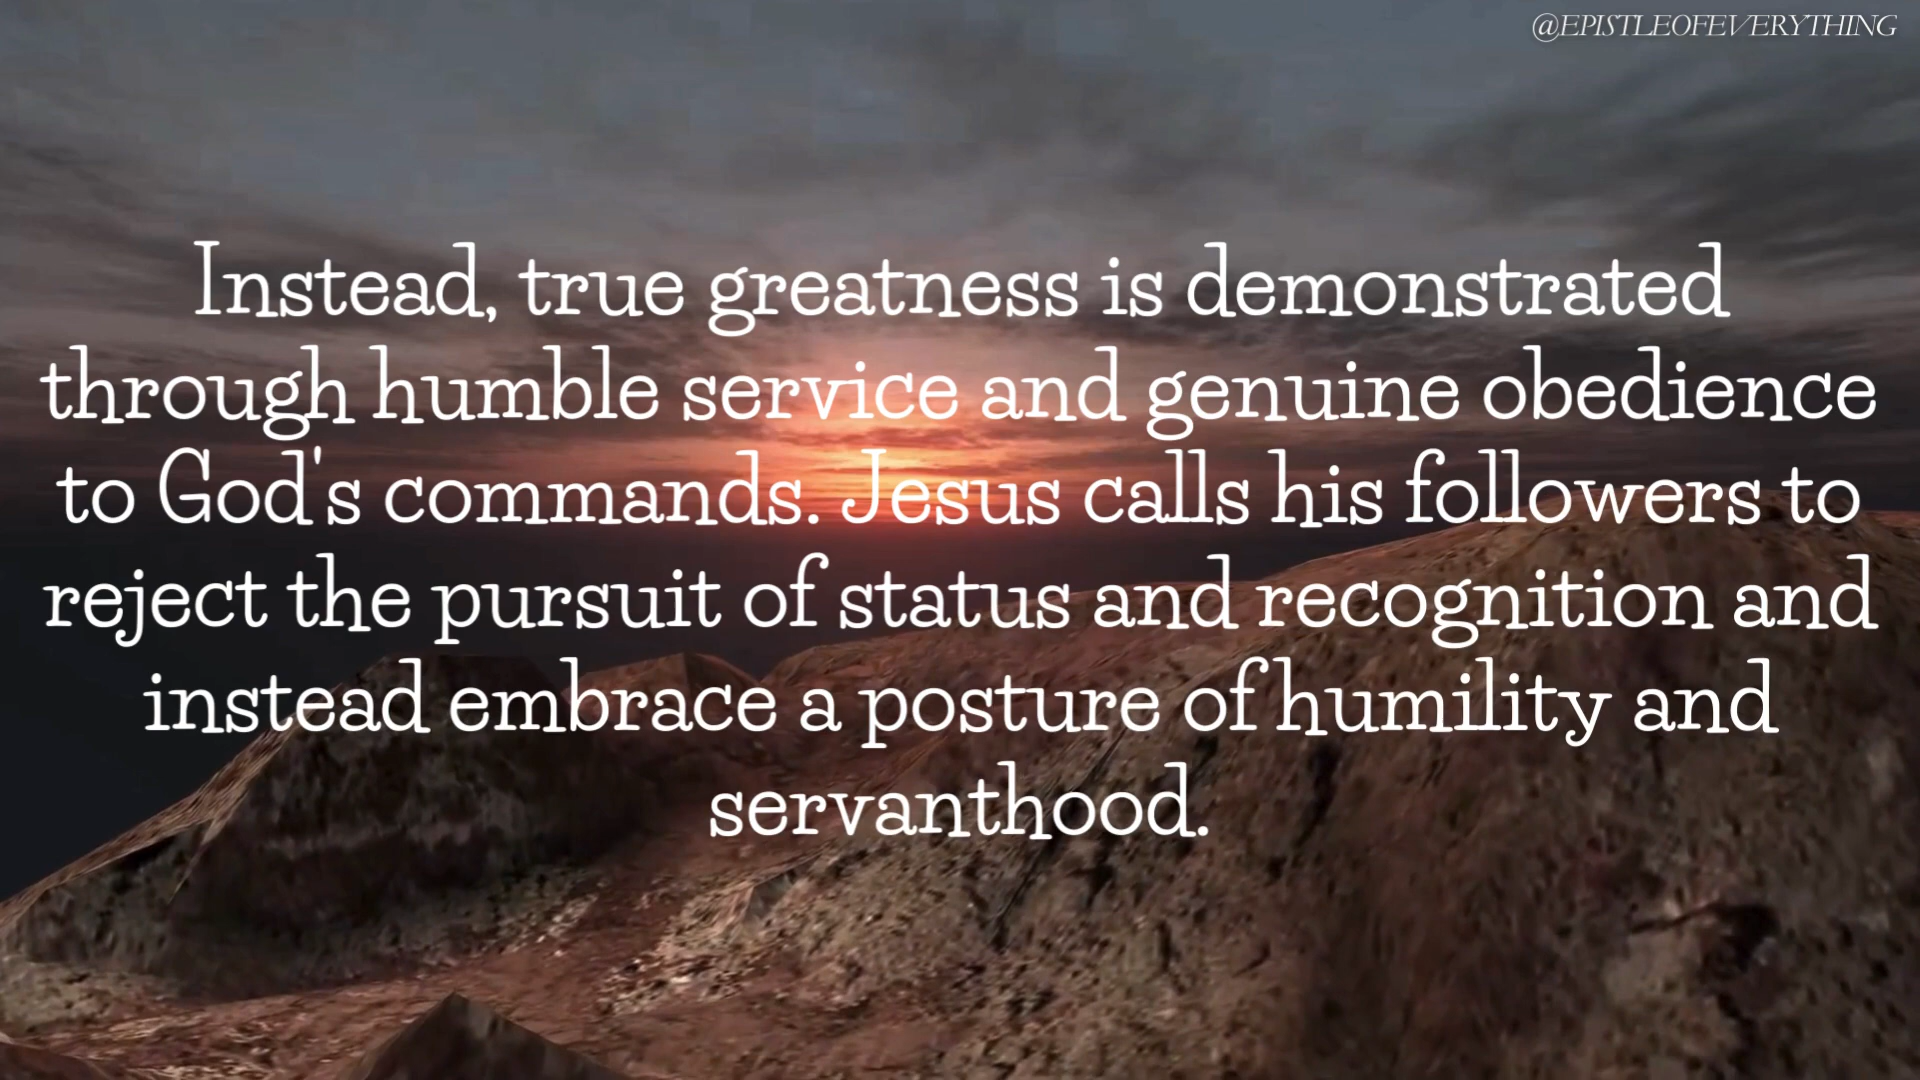 @EPISTLEOFEVERYTHING
Instead, true greatness is demonstrated
through humble service and genuine obedience
to God's commands. Jesus calls his followers to
reject the pursuit of status and recognition and
instead embrace a posture of humility and
servanthood.